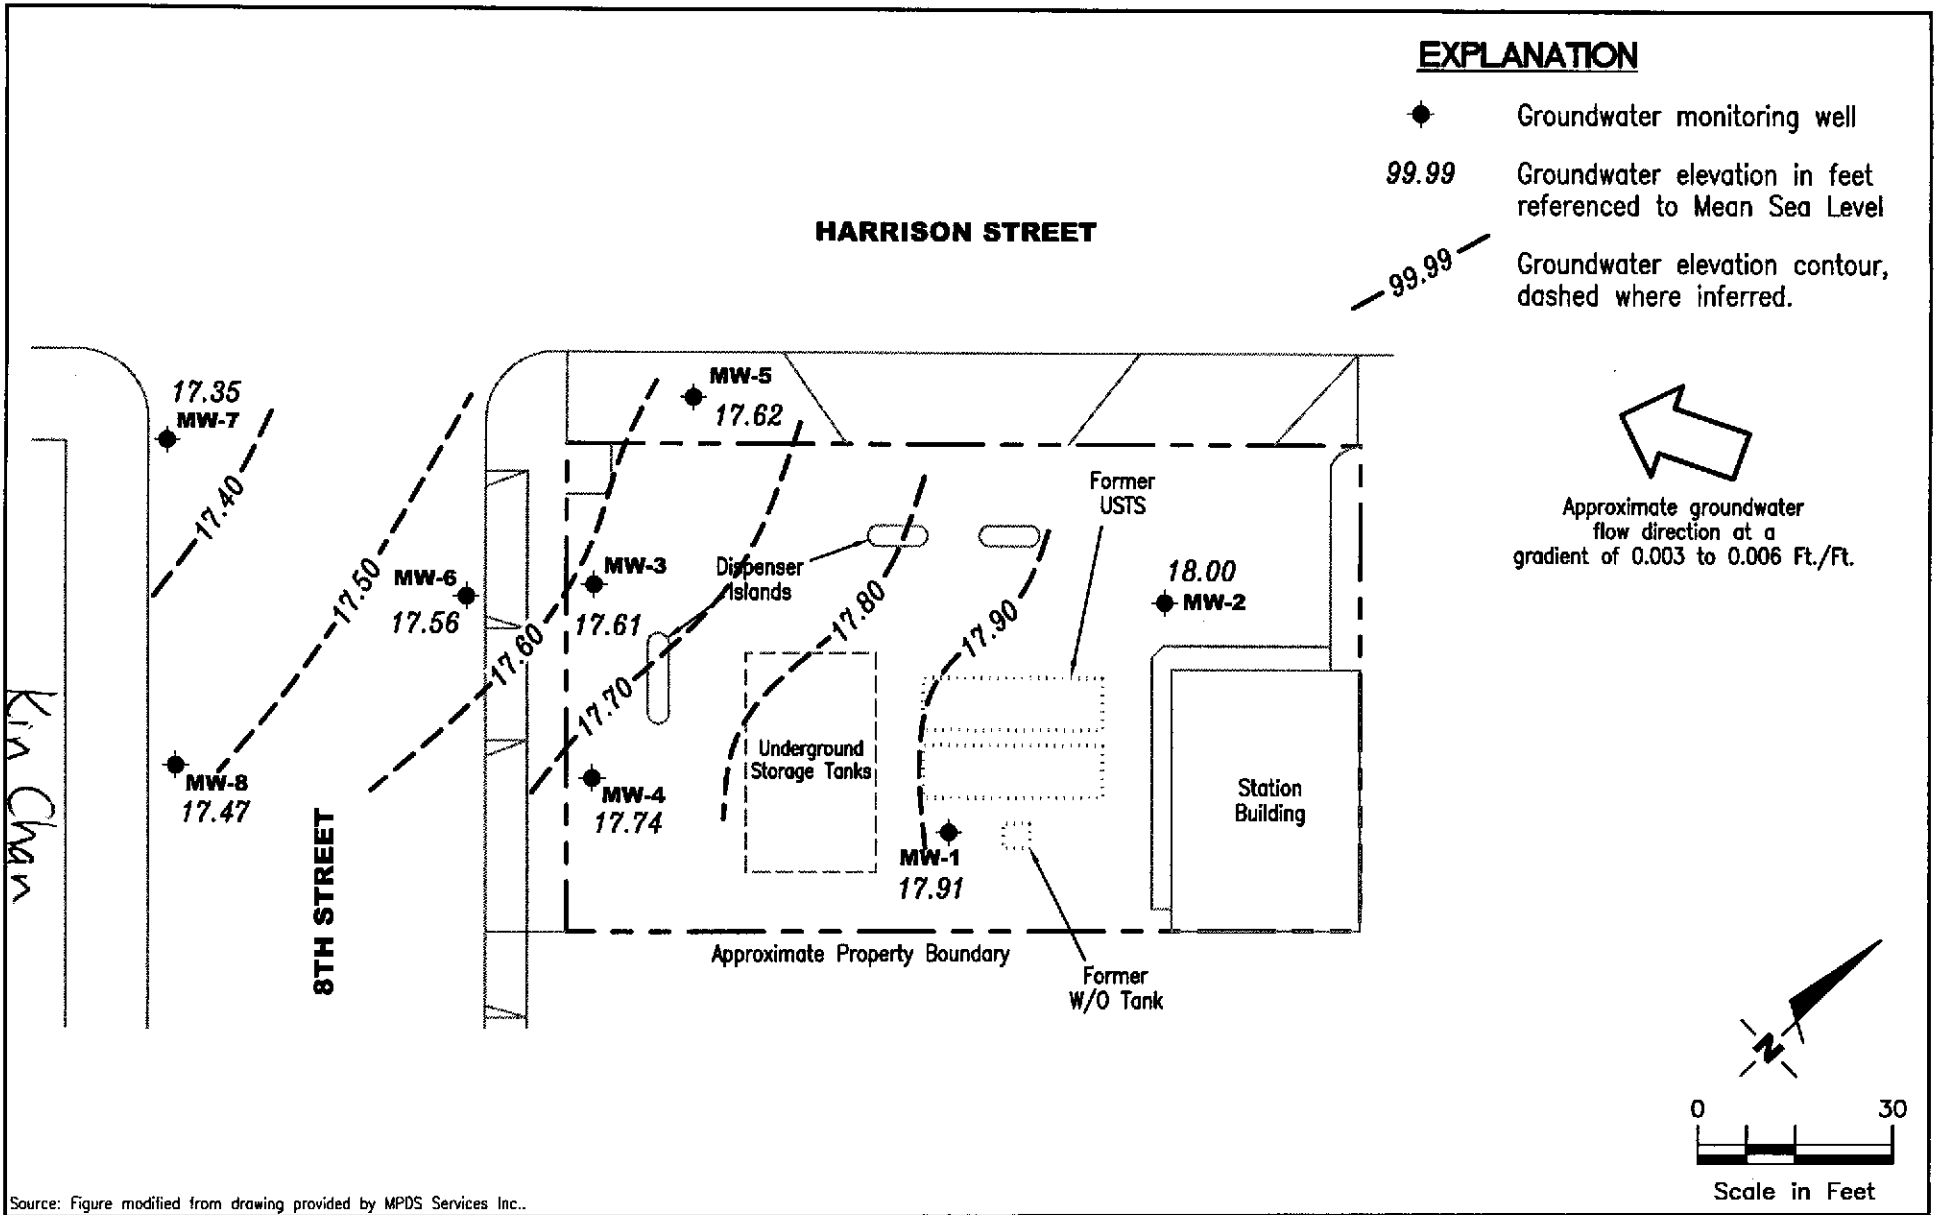 EXPLANATION
Groundwater monitoring well
99.99
Groundwater elevation in feet
referenced to Mean Sea Level
99.99
Groundwater elevation contour,
dashed where inferred.
HARRISON STREET
17.35
MW-7
MW-5
17.62
17.40
17.50
MW-6
17.56
MW-3
17.61
17.60
17.70
Dispenser
Islands
17.80
17.90
Former
USTS
18.00
MW-2
Approximate groundwater
flow direction at a
gradient of 0.003 to 0.006 Ft./Ft.
Kin Chan
MW-8
17.47
8TH STREET
MW-4
17.74
Underground
Storage Tanks
MW-1
17.91
Station
Building
Approximate Property Boundary
Former
W/O Tank
N
0 30
Scale in Feet
Source: Figure modified from drawing provided by MPDS Services Inc..